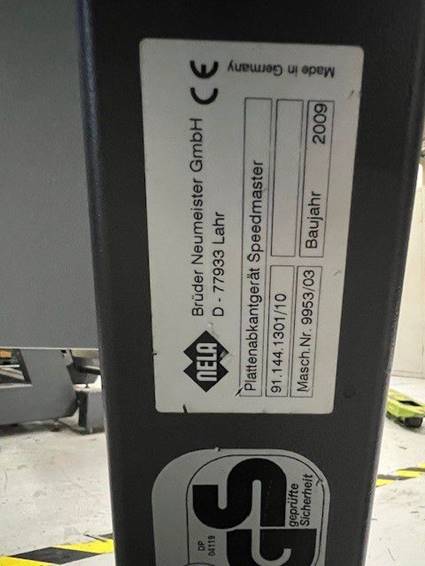 NELA
Brüder Neumeister GmbH
D - 77933 Lahr
CE
Made in Germany
Plattenabkantgerät Speedmaster
91.144.1301/10
Masch.Nr. 9953/03
Baujahr 2009
DP
04119
GS
geprüfte
Sicherheit